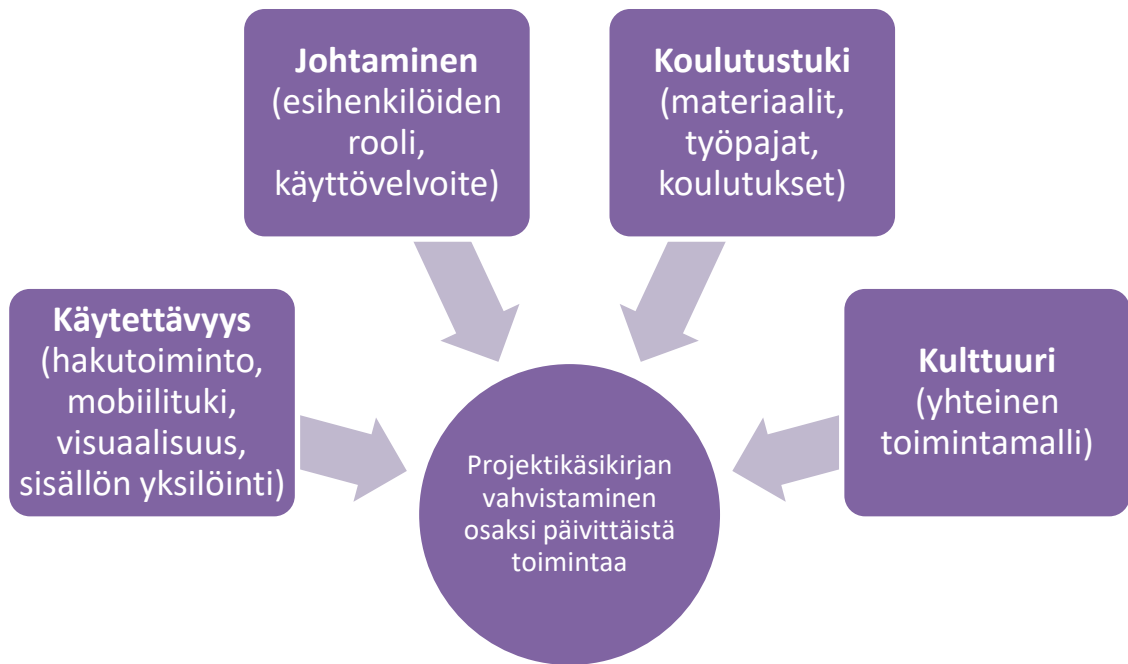 Johtaminen
(esihenkilöiden
rooli,
käyttövelvoite)
Koulutustuki
(materiaalit,
työpajat,
koulutukset)
Käytettävyys
(hakutoiminto,
mobiilituki,
visuaalisuus,
sisällön yksilöinti)
Kulttuuri
(yhteinen
toimintamalli)
Projektikäsikirjan
vahvistaminen
osaksi päivittäistä
toimintaa